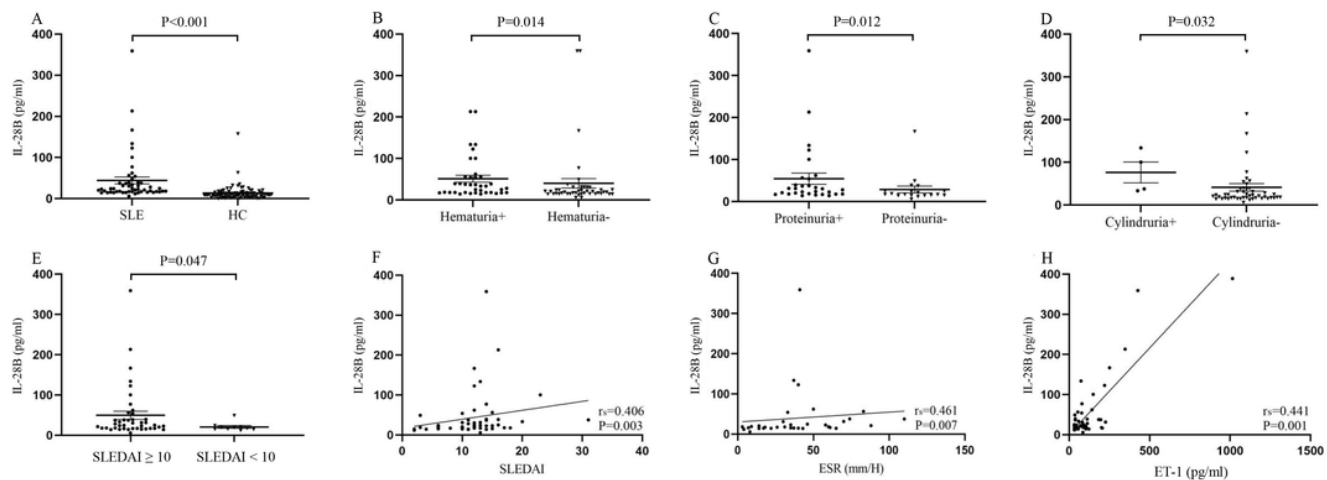 A
P<0.001
IL-28B (pg/ml)
400
300
200
100
0
SLE
HC
B
P=0.014
IL-28B (pg/ml)
400
300
200
100
0
Hematuria+
Hematuria-
C
P=0.012
IL-28B (pg/ml)
400
300
200
100
0
Proteinuria+
Proteinuria-
D
P=0.032
IL-28B (pg/ml)
400
300
200
100
0
Cylindruria+
Cylindruria-
E
P=0.047
IL-28B (pg/ml)
400
300
200
100
0
SLEDAI ≥ 10
SLEDAI < 10
F
IL-28B (pg/ml)
400
300
200
100
0
rs=0.406
P=0.003
0
10
20
30
40
SLEDAI
G
IL-28B (pg/ml)
400
300
200
100
0
rs=0.461
P=0.007
0
50
100
150
ESR (mm/H)
H
IL-28B (pg/ml)
400
300
200
100
0
rs=0.441
P=0.001
0
500
1000
1500
ET-1 (pg/ml)